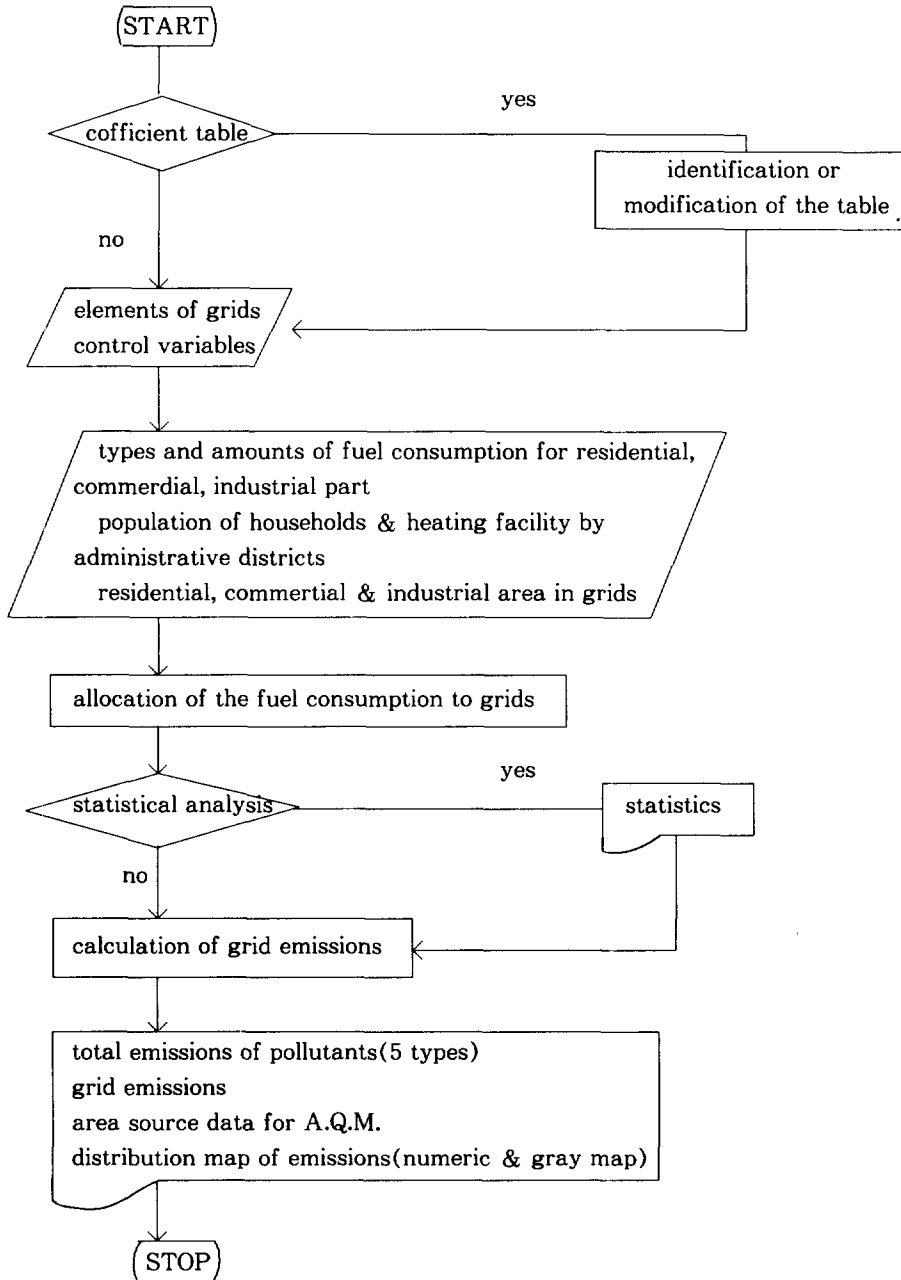 START
yes
cofficient table
identification or
modification of the table
no
elements of grids
control variables
types and amounts of fuel consumption for residential,
commerdial, industrial part
population of households & heating facility by
administrative districts
residential, commertial & industrial area in grids
allocation of the fuel consumption to grids
yes
statistical analysis
statistics
no
calculation of grid emissions
total emissions of pollutants(5 types)
grid emissions
area source data for A.Q.M.
distribution map of emissions(numeric & gray map)
STOP